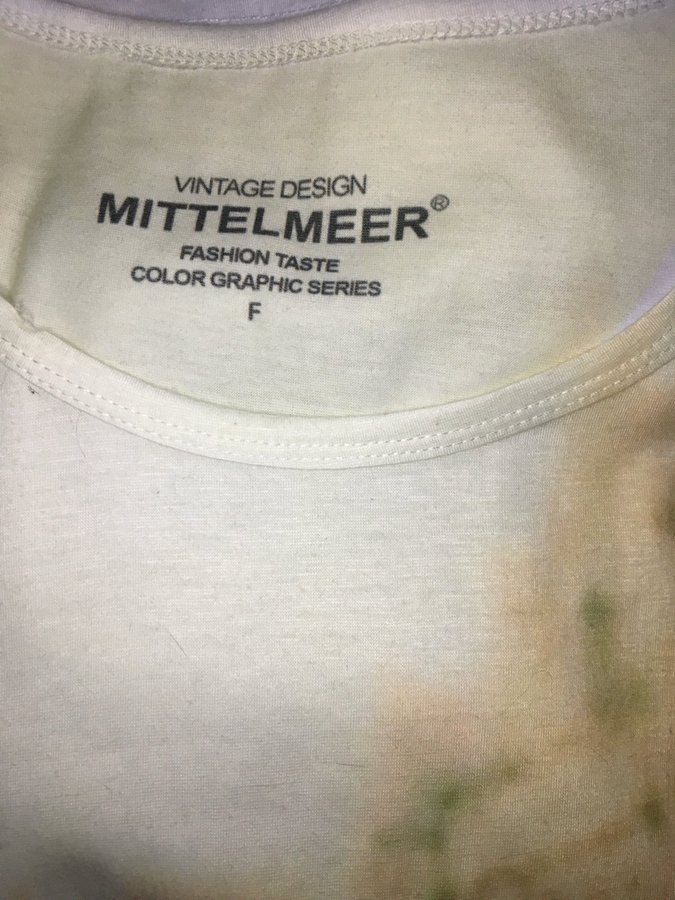 VINTAGE DESIGN
MITTELMEER®
FASHION TASTE
COLOR GRAPHIC SERIES
F